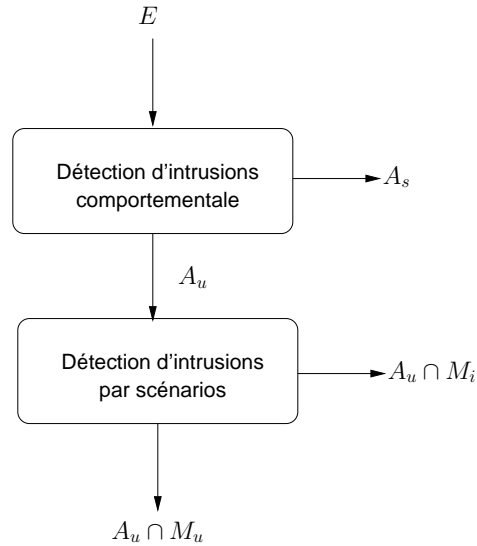 E
Détection d'intrusions
comportementale
A_s
A_u
Détection d'intrusions
par scénarios
A_u ∩ M_i
A_u ∩ M_u